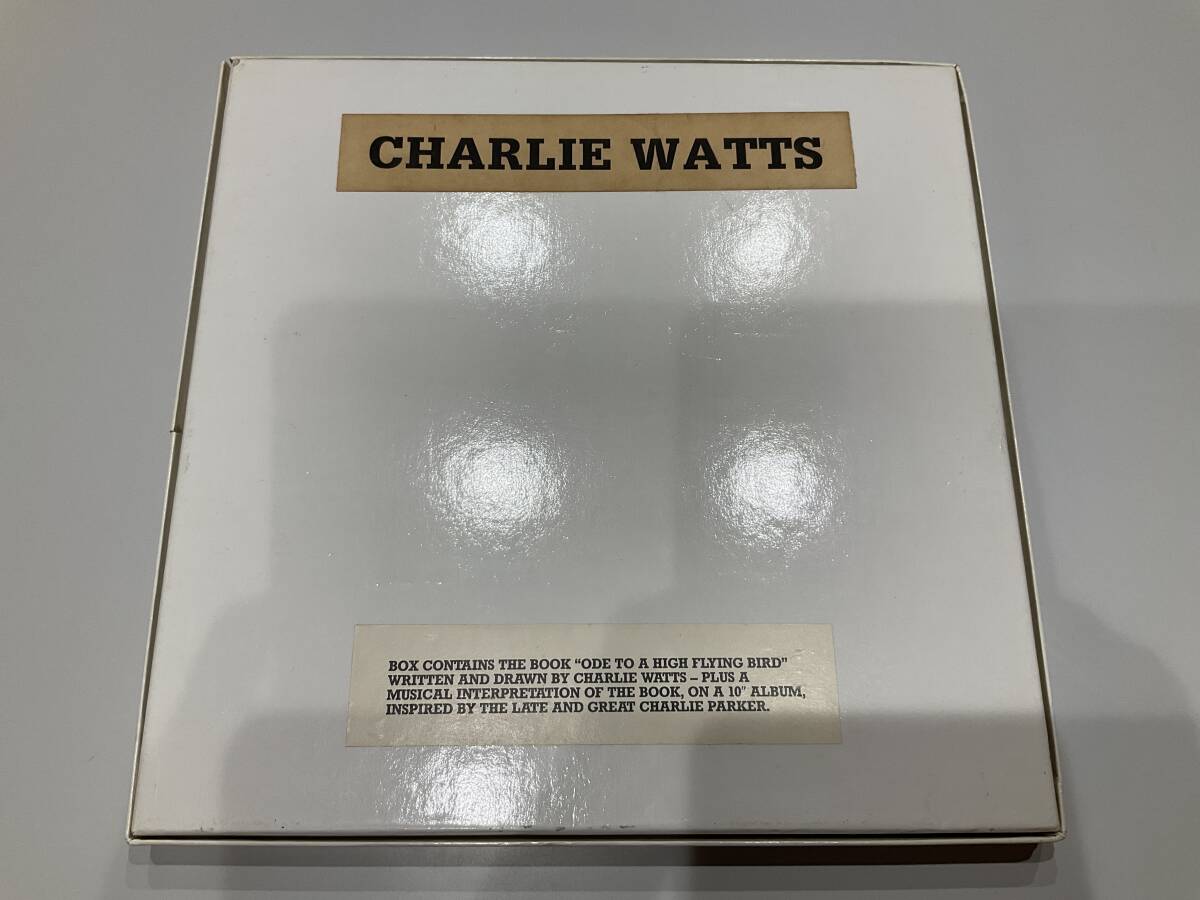 CHARLIE WATTS
BOX CONTAINS THE BOOK “ODE TO A HIGH FLYING BIRD”
WRITTEN AND DRAWN BY CHARLIE WATTS – PLUS A
MUSICAL INTERPRETATION OF THE BOOK, ON A 10” ALBUM,
INSPIRED BY THE LATE AND GREAT CHARLIE PARKER.